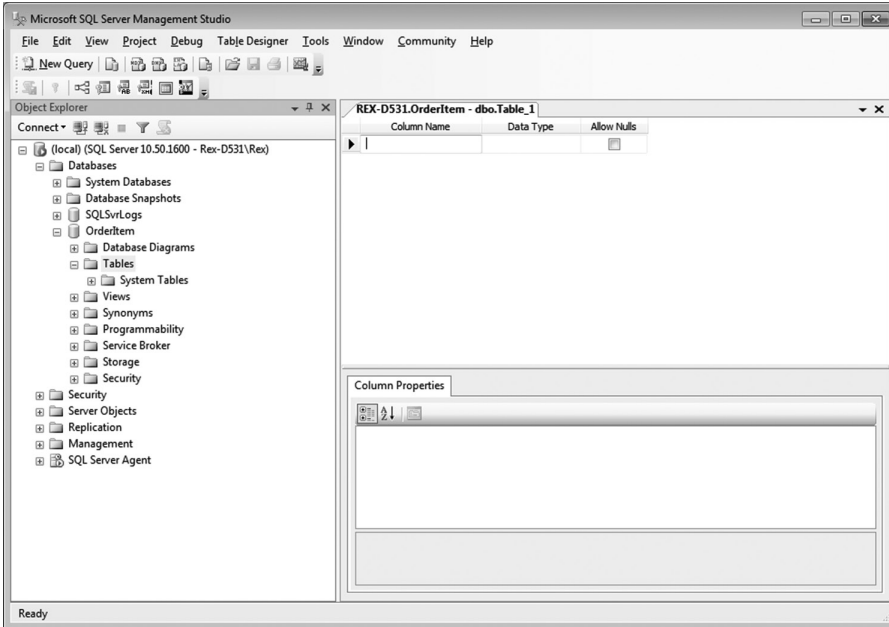 Microsoft SQL Server Management Studio
File Edit View Project Debug Table Designer Tools Window Community Help
New Query
Object Explorer
Connect
(local) (SQL Server 10.50.1600 - Rex-D531\Rex)
Databases
System Databases
Database Snapshots
SQLSvrLogs
OrderItem
Database Diagrams
Tables
System Tables
Views
Synonyms
Programmability
Service Broker
Storage
Security
Security
Server Objects
Replication
Management
SQL Server Agent
REX-D531.OrderItem - dbo.Table_1
Column Name Data Type Allow Nulls
Column Properties
Ready